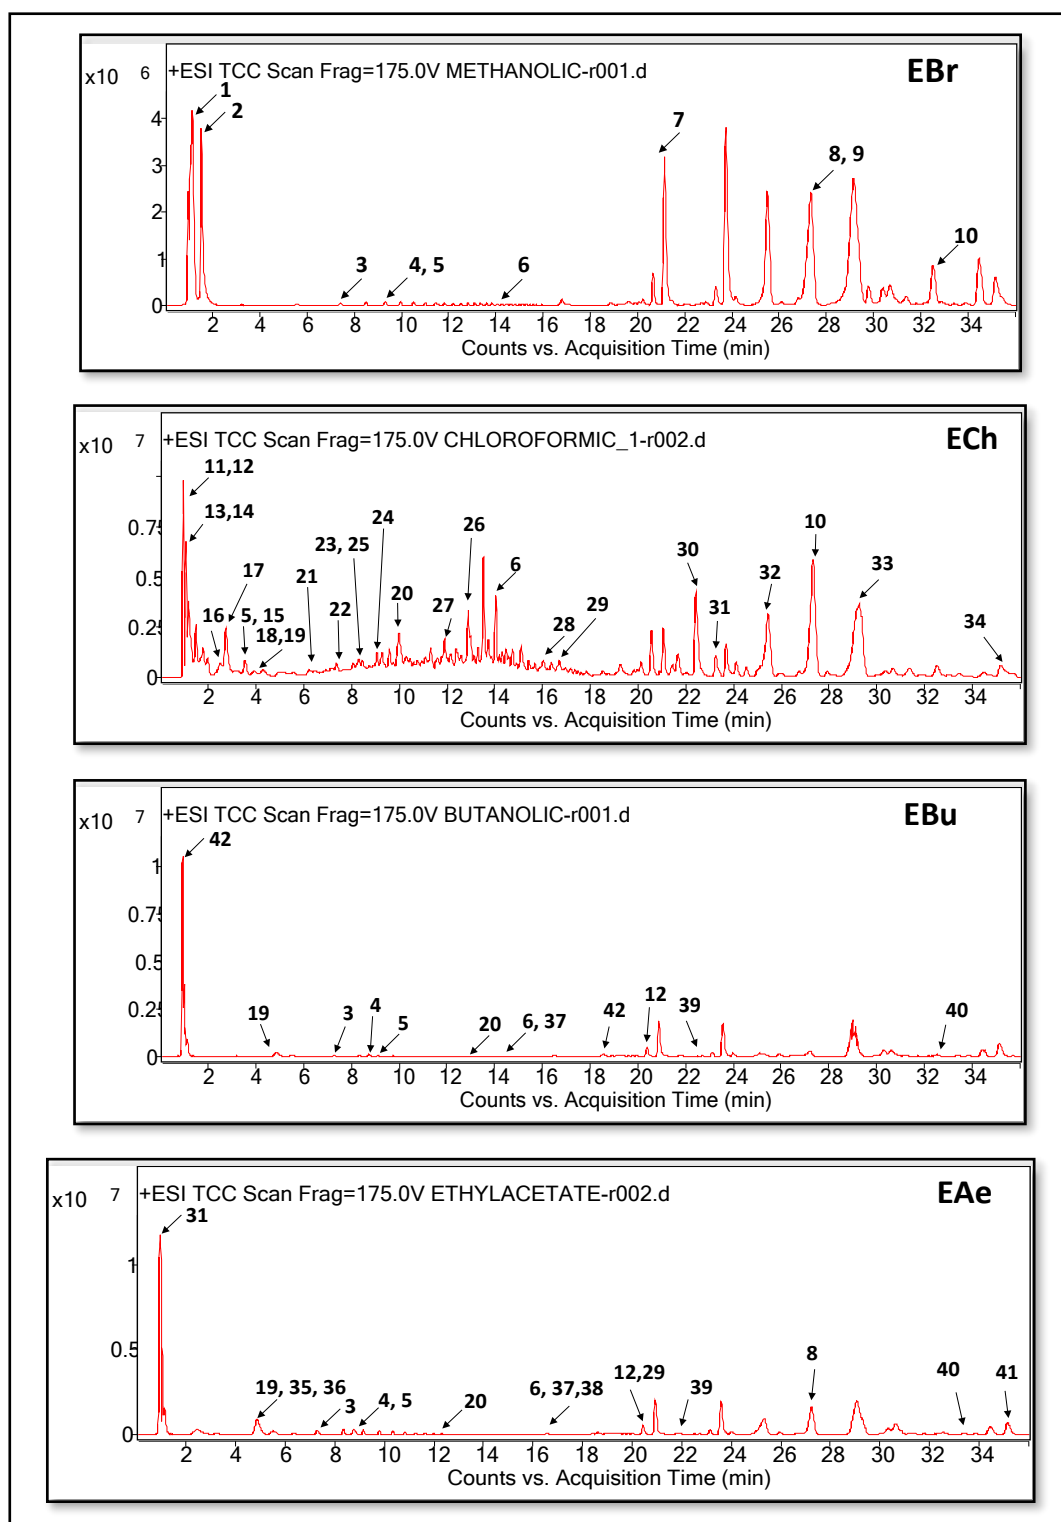 x10 6 +ESI TCC Scan Frag=175.0V METHANOLIC-r001.d EBr
1
2
4
7
3
8, 9
2
1
3 4, 5 6 10
0
2 4 6 8 10 12 14 16 18 20 22 24 26 28 30 32 34
Counts vs. Acquisition Time (min)
x10 7 +ESI TCC Scan Frag=175.0V CHLOROFORMIC_1-r002.d ECh
11,12
13,14
0.75
24 26 10
23, 25
0.5
17 21 20 6 30 32 33
16 5, 15 22 27 31
0.25
18,19 28 29 34
0
2 4 6 8 10 12 14 16 18 20 22 24 26 28 30 32 34
Counts vs. Acquisition Time (min)
x10 7 +ESI TCC Scan Frag=175.0V BUTANOLIC-r001.d EBu
42
1
0.75
0.5
0.25
19 3 4 5 20 6, 37 42 12 39 40
0
2 4 6 8 10 12 14 16 18 20 22 24 26 28 30 32 34
Counts vs. Acquisition Time (min)
x10 7 +ESI TCC Scan Frag=175.0V ETHYLACETATE-r002.d EAe
31
1
0.5
19, 35, 36 3 4, 5 20 6, 37,38 12,29 39 8 40 41
0
2 4 6 8 10 12 14 16 18 20 22 24 26 28 30 32 34
Counts vs. Acquisition Time (min)